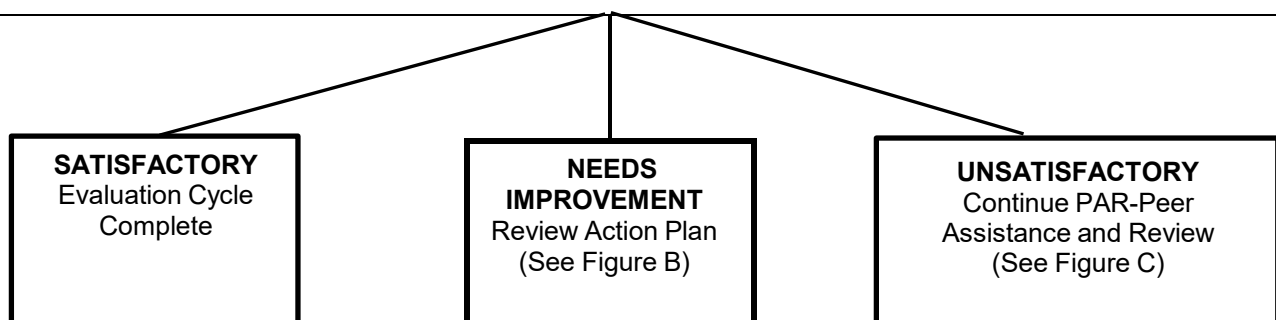 SATISFACTORY
Evaluation Cycle
Complete
NEEDS
IMPROVEMENT
Review Action Plan
(See Figure B)
UNSATISFACTORY
Continue PAR-Peer
Assistance and Review
(See Figure C)